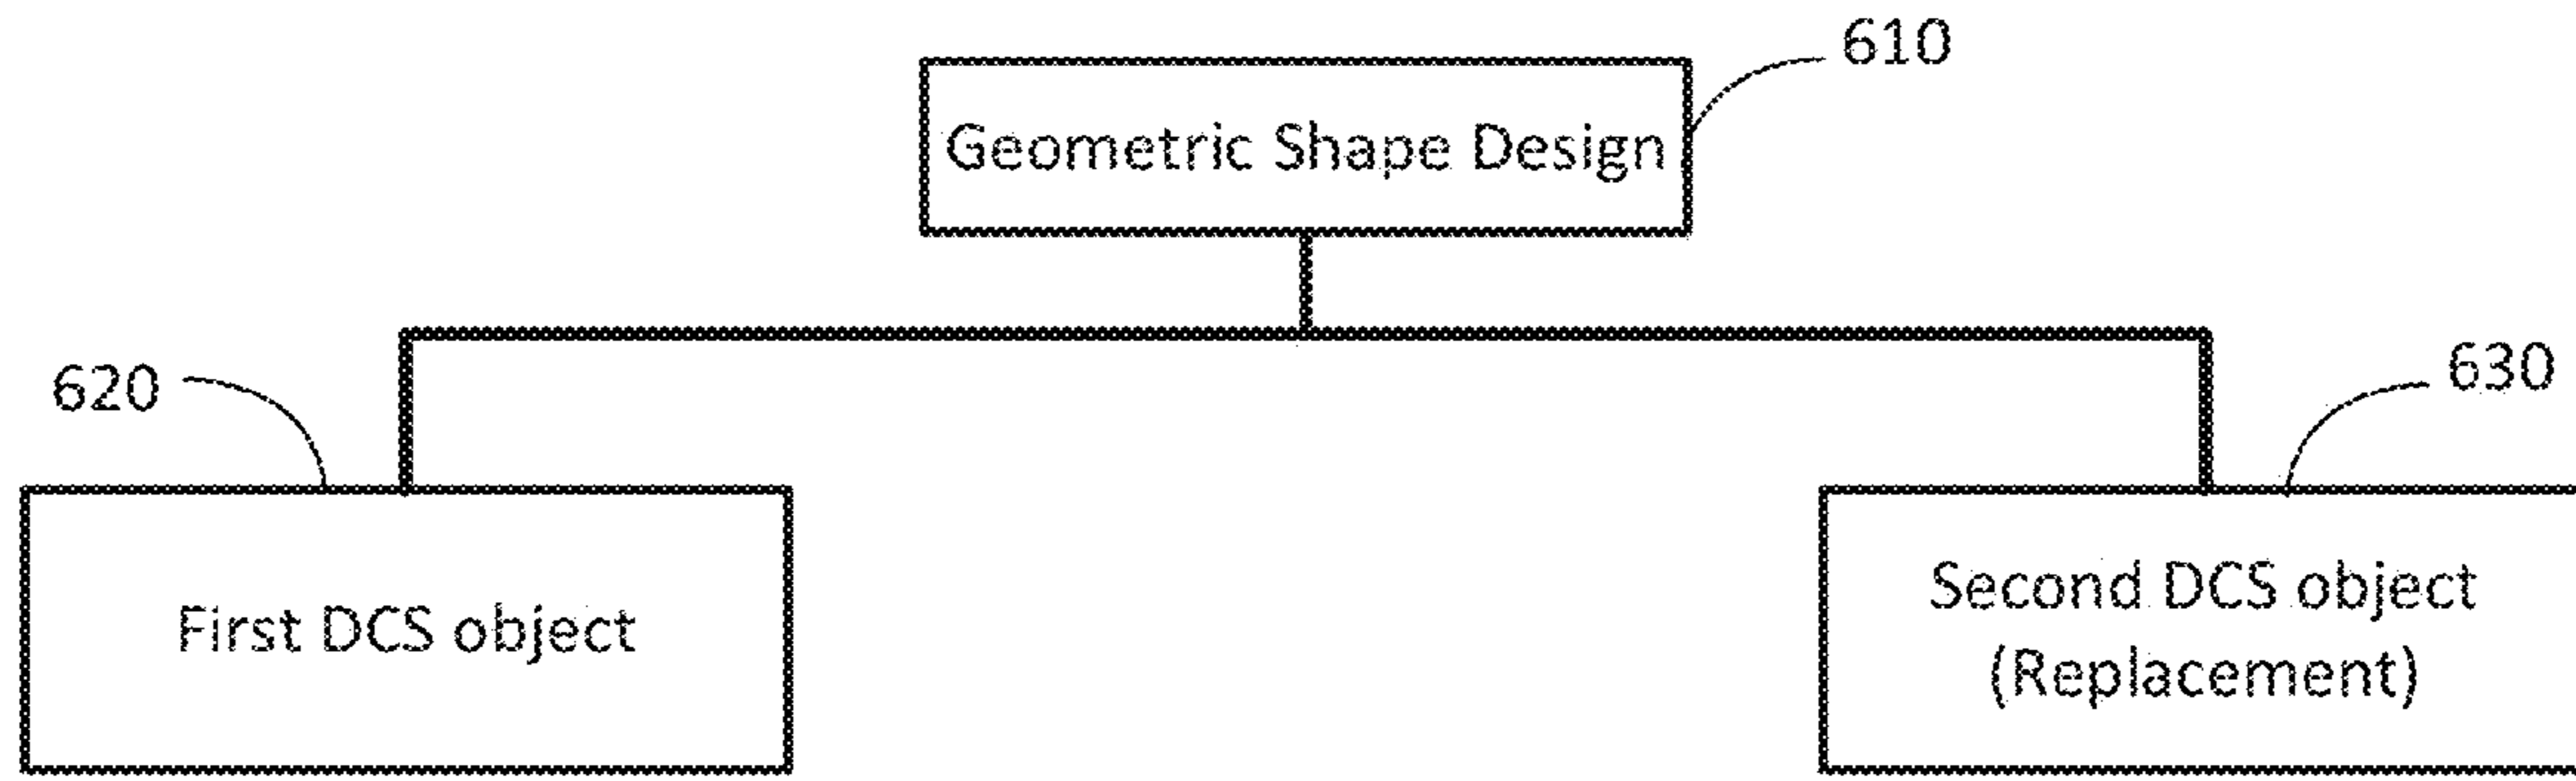 610
Geometric Shape Design
620
630
First DCS object
Second DCS object
(Replacement)